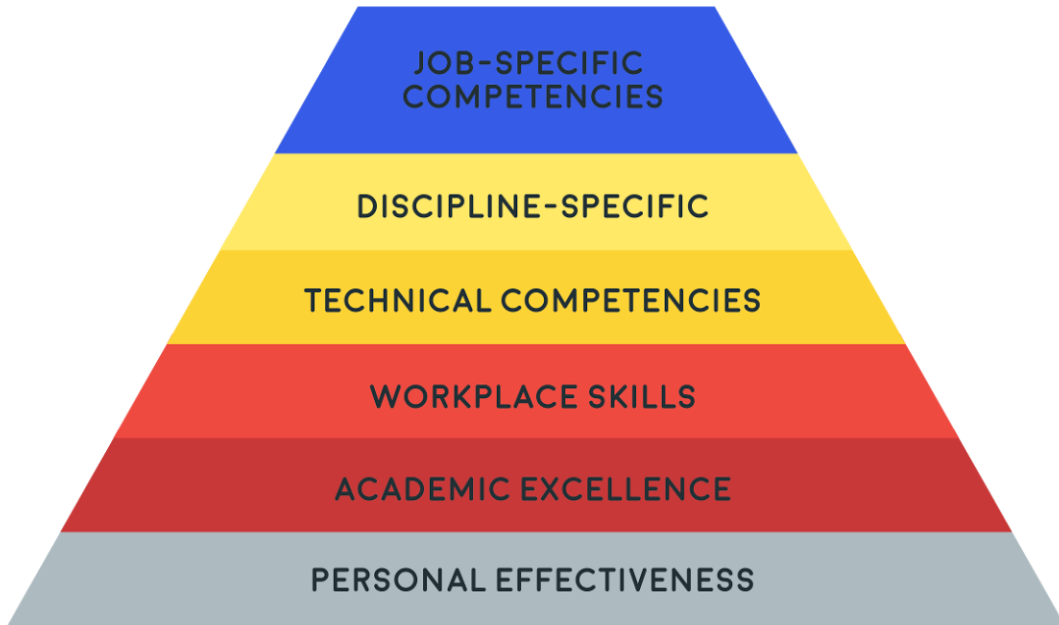 JOB-SPECIFIC
COMPETENCIES
DISCIPLINE-SPECIFIC
TECHNICAL COMPETENCIES
WORKPLACE SKILLS
ACADEMIC EXCELLENCE
PERSONAL EFFECTIVENESS